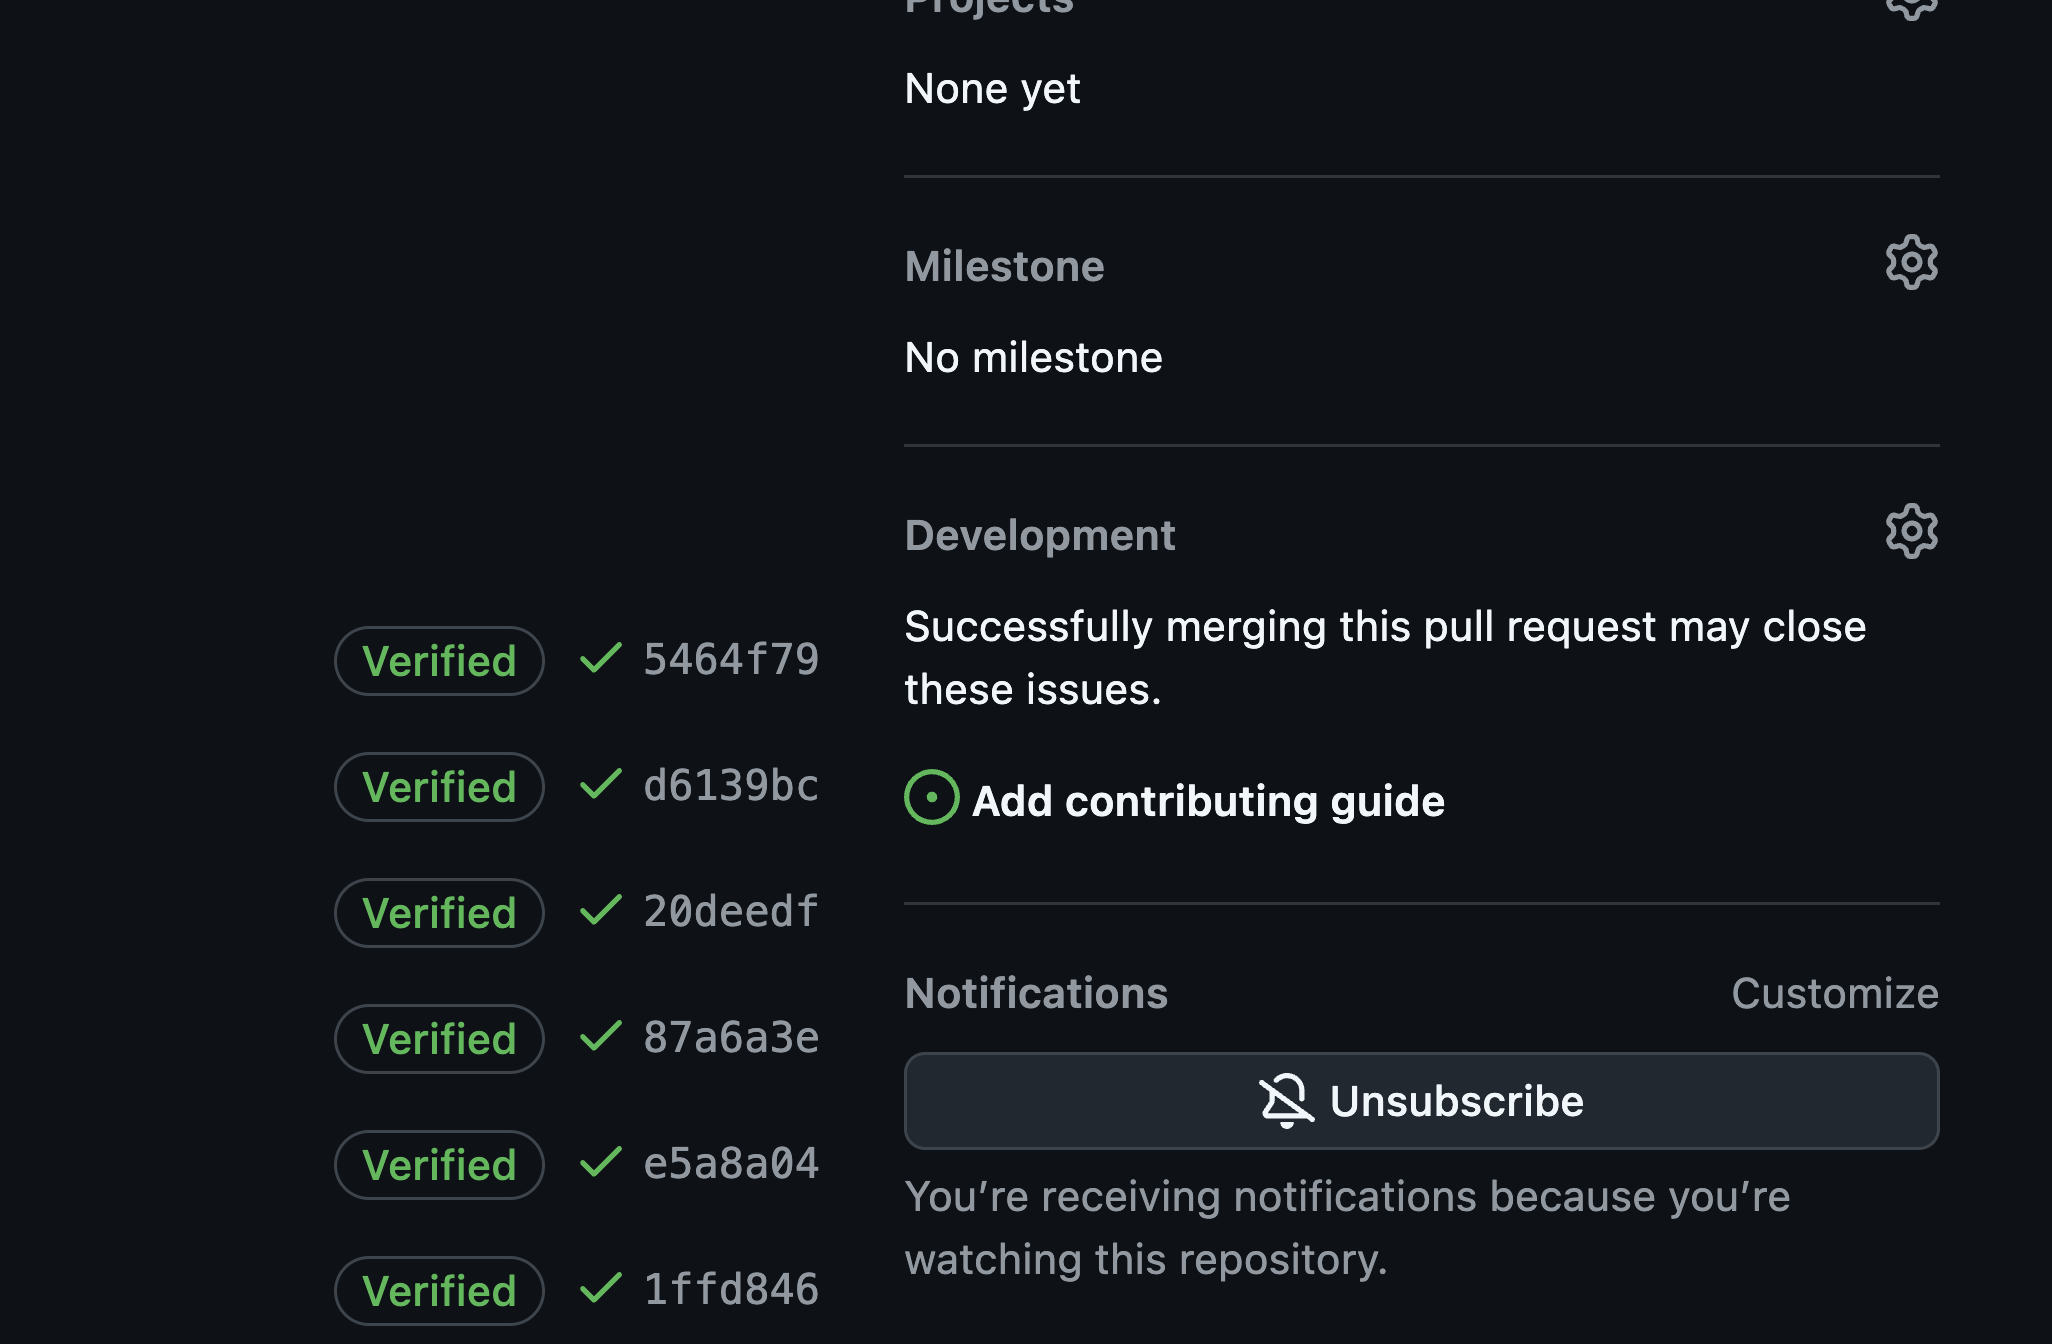 Projects
None yet
Milestone
No milestone
Development
Successfully merging this pull request may close
these issues.
Add contributing guide
Notifications
Customize
Unsubscribe
You’re receiving notifications because you’re
watching this repository.
Verified 5464f79
Verified d6139bc
Verified 20deedf
Verified 87a6a3e
Verified e5a8a04
Verified 1ffd846